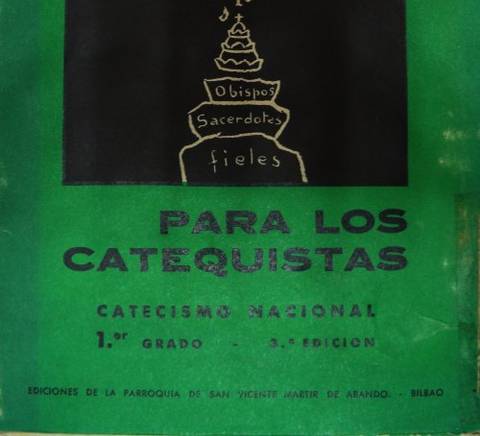 Obispos
Sacerdotes
fieles
PARA LOS
CATEQUISTAS
CATECISMO NACIONAL
1.er GRADO - 3.ª EDICION
EDICIONES DE LA PARROQUIA DE SAN VICENTE MARTIR DE ABANDO. - BILBAO